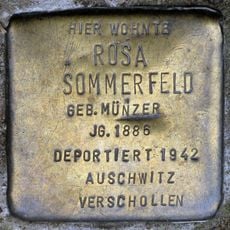 HIER WOHNTE
ROSA
SOMMERFELD
GEB. MÜNZER
JG. 1886
DEPORTIERT 1942
AUSCHWITZ
VERSCHOLLEN